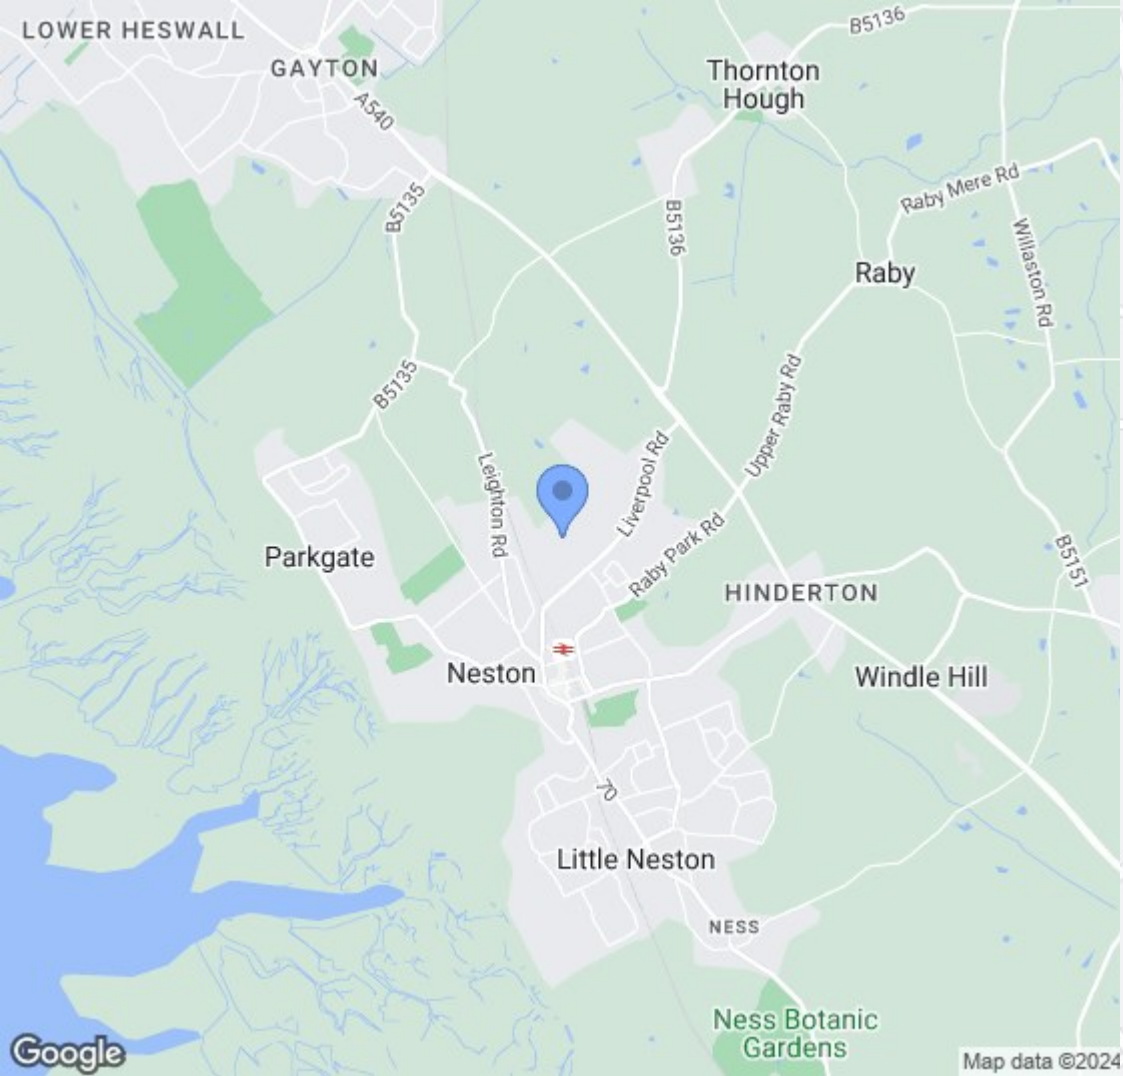 LOWER HESWALL
B5136
GAYTON
Thornton
Hough
A540
Raby Mere Rd
B5135
B5136
Willaston Rd
Raby
B5135
Upper Raby Rd
Liverpool Rd
Leighton Rd
Raby Park Rd
Parkgate
B5151
HINDERTON
Neston
Windle Hill
70
Little Neston
NESS
Ness Botanic
Gardens
Google
Map data ©2024